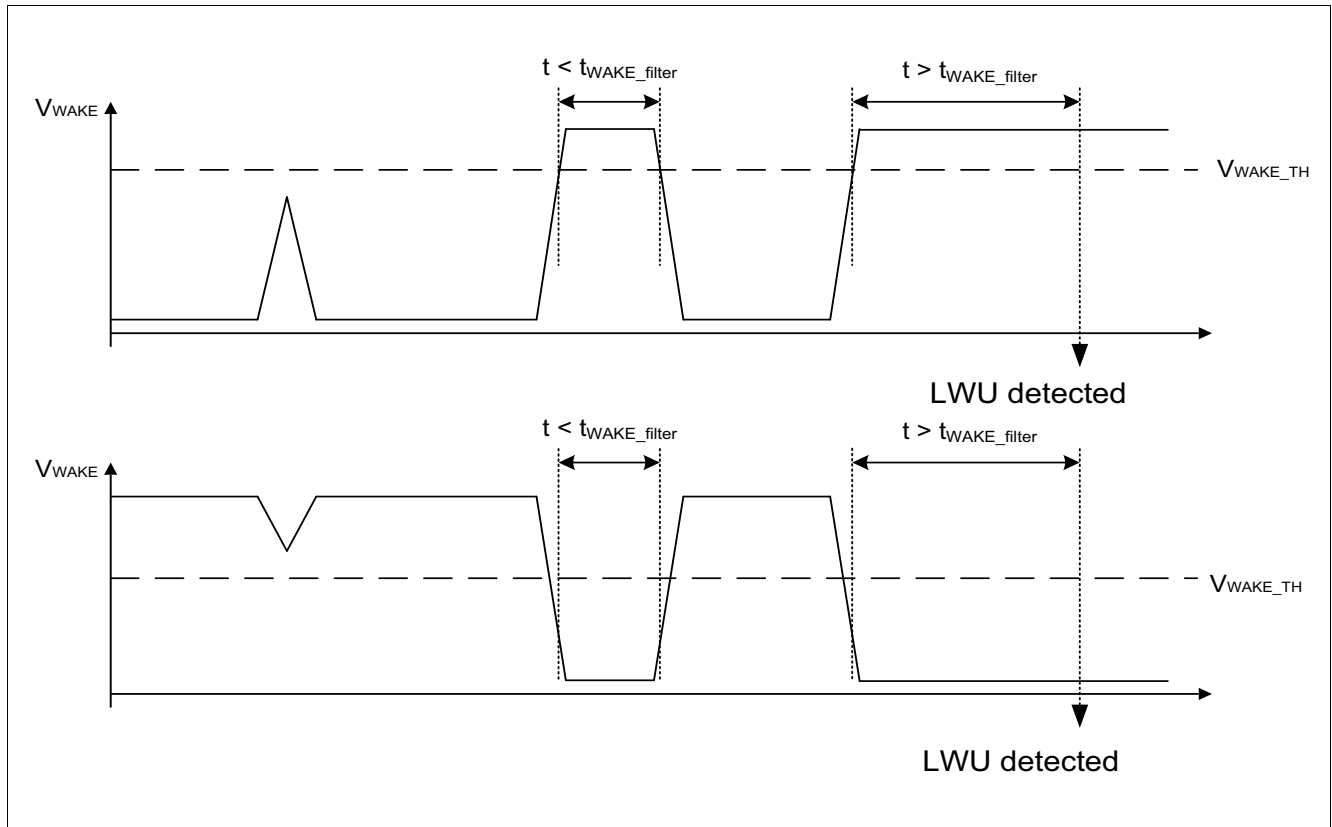 t < tWAKE_filter
t > tWAKE_filter
VWAKE
VWAKE_TH
LWU detected
t < tWAKE_filter
t > tWAKE_filter
VWAKE
VWAKE_TH
LWU detected